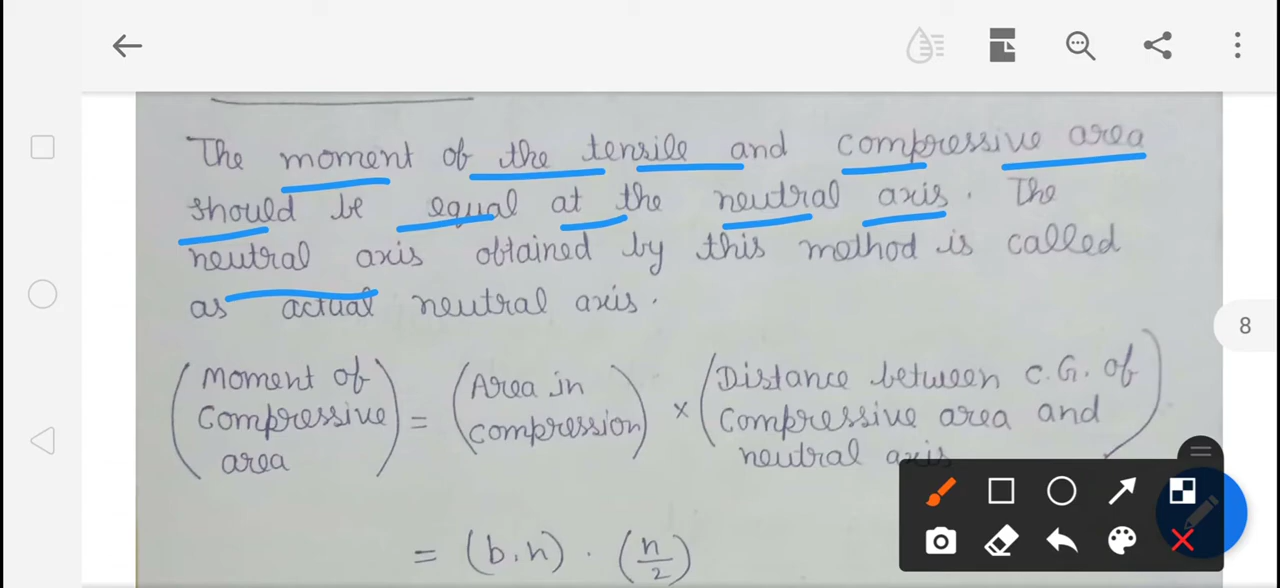 The moment of the tensile and compressive area
should be equal at the neutral axis. The
neutral axis obtained by this method is called
as actual neutral axis.
(Moment of Compressive area) = (Area in compression) × (Distance between C.G. of compressive area and neutral axis)
= (b.n) . (n/2)
8